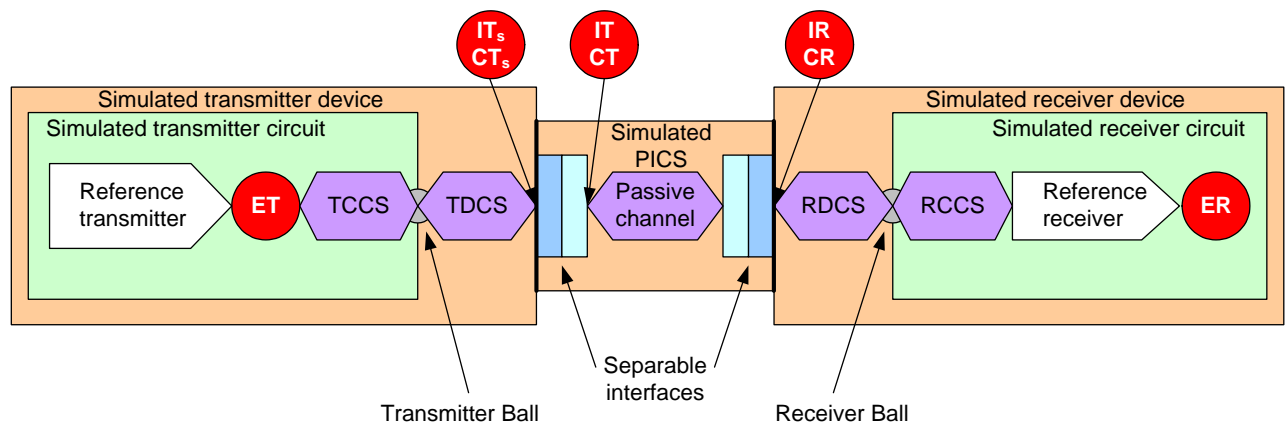 ITs
CTs
IT
CT
IR
CR
Simulated transmitter device
Simulated transmitter circuit
Reference
transmitter
ET
TCCS
TDCS
Simulated
PICS
Passive
channel
Simulated receiver device
Simulated receiver circuit
RDCS
RCCS
Reference
receiver
ER
Separable
interfaces
Transmitter Ball
Receiver Ball